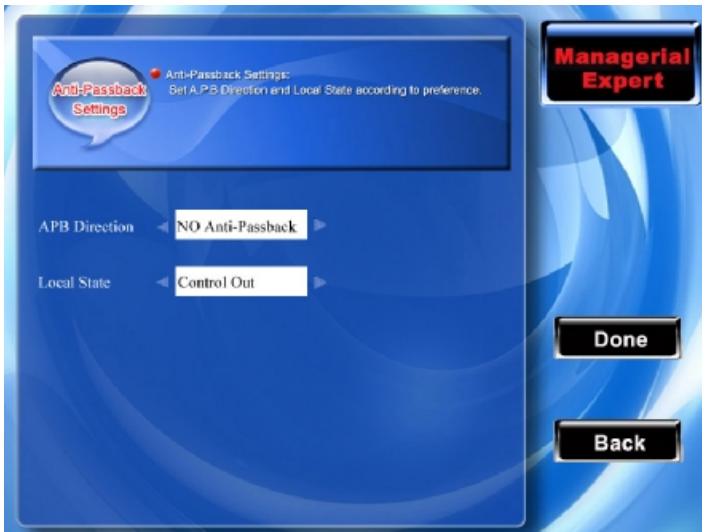 Anti-Passback
Settings
Anti-Passback Settings:
Set A.P.B Direction and Local State according to preference.
Managerial
Expert
APB Direction
NO Anti-Passback
Local State
Control Out
Done
Back